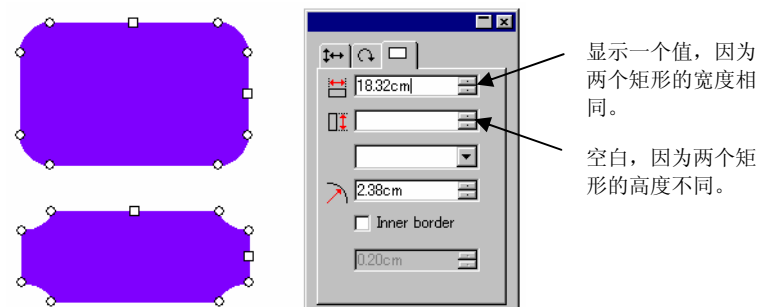 18.32cm
2.38cm
Inner border
0.20cm
显示一个值，因为
两个矩形的宽度相
同。
空白，因为两个矩
形的高度不同。